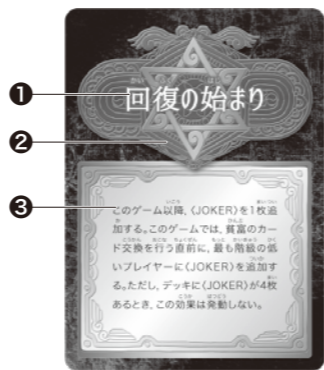 ❶
回復の始まり
❷
❸
このゲーム以降、〈JOKER〉を1枚追
加する。このゲームでは、貧富のカー
ド交換を行う直前に、最も階級の低
いプレイヤーに〈JOKER〉を追加す
る。ただし、デッキに〈JOKER〉が4枚
あるとき、この効果は発動しない。